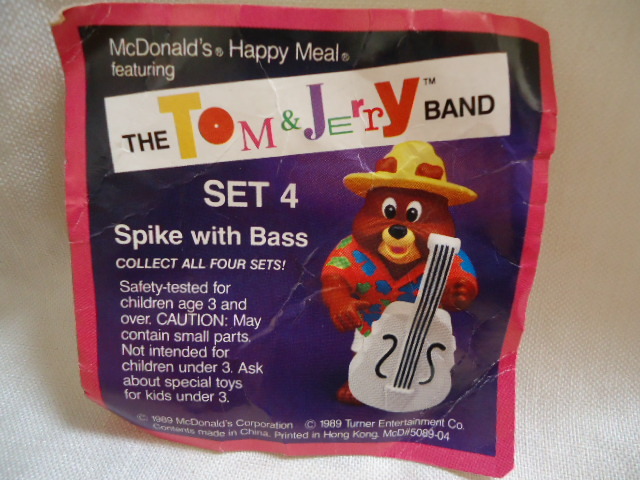 McDonald's® Happy Meal®
featuring
THE TOM & JERRY™ BAND
SET 4
Spike with Bass
COLLECT ALL FOUR SETS!
Safety-tested for
children age 3 and
over. CAUTION: May
contain small parts.
Not intended for
children under 3. Ask
about special toys
for kids under 3.
© 1989 McDonald's Corporation © 1989 Turner Entertainment Co.
Contents made in China. Printed in Hong Kong. McD#5089-04